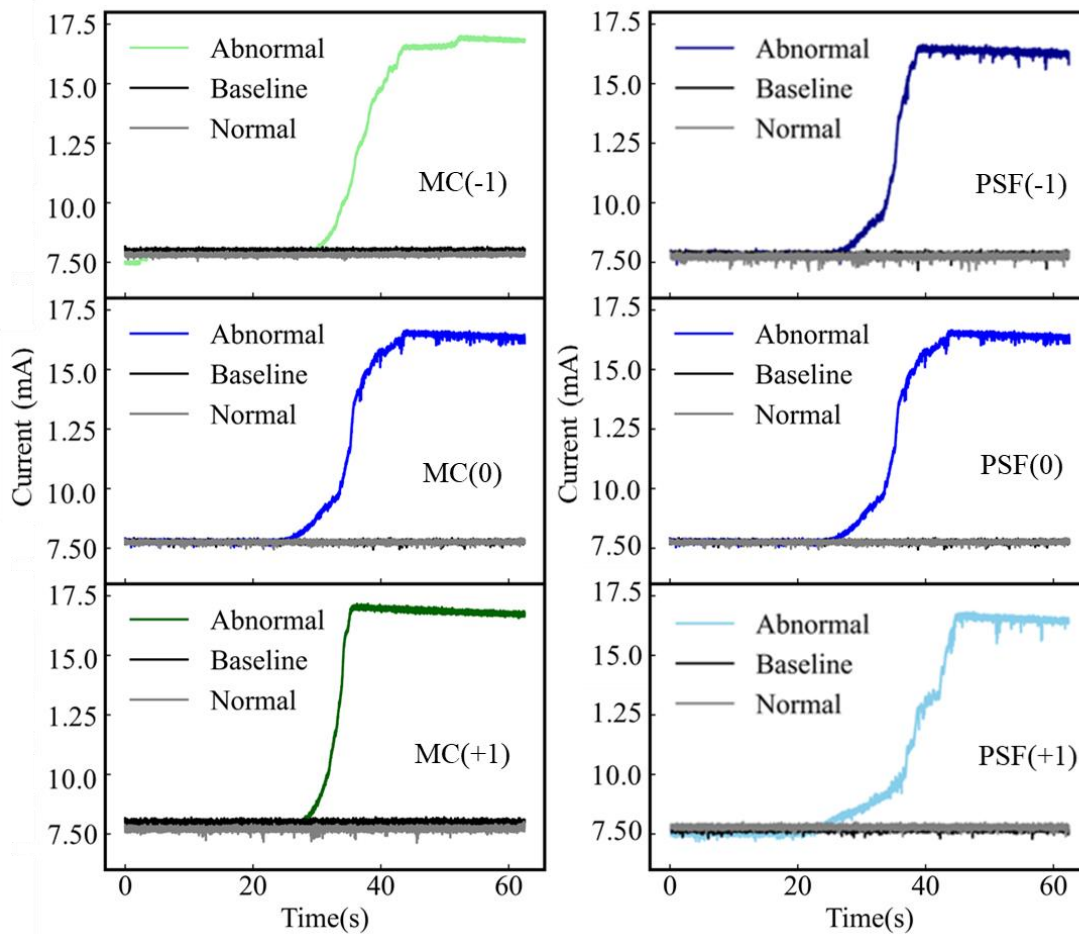 17.5
Abnormal
Baseline
Normal
15.0
1.25
10.0
7.50
MC(-1)
17.5
Abnormal
Baseline
Normal
15.0
1.25
10.0
7.50
PSF(-1)
17.5
Abnormal
Baseline
Normal
15.0
1.25
10.0
7.50
MC(0)
Current (mA)
17.5
Abnormal
Baseline
Normal
15.0
1.25
10.0
7.50
PSF(0)
Current (mA)
17.5
Abnormal
Baseline
Normal
15.0
1.25
10.0
7.50
MC(+1)
0 20 40 60
Time(s)
17.5
Abnormal
Baseline
Normal
15.0
1.25
10.0
7.50
PSF(+1)
0 20 40 60
Time(s)